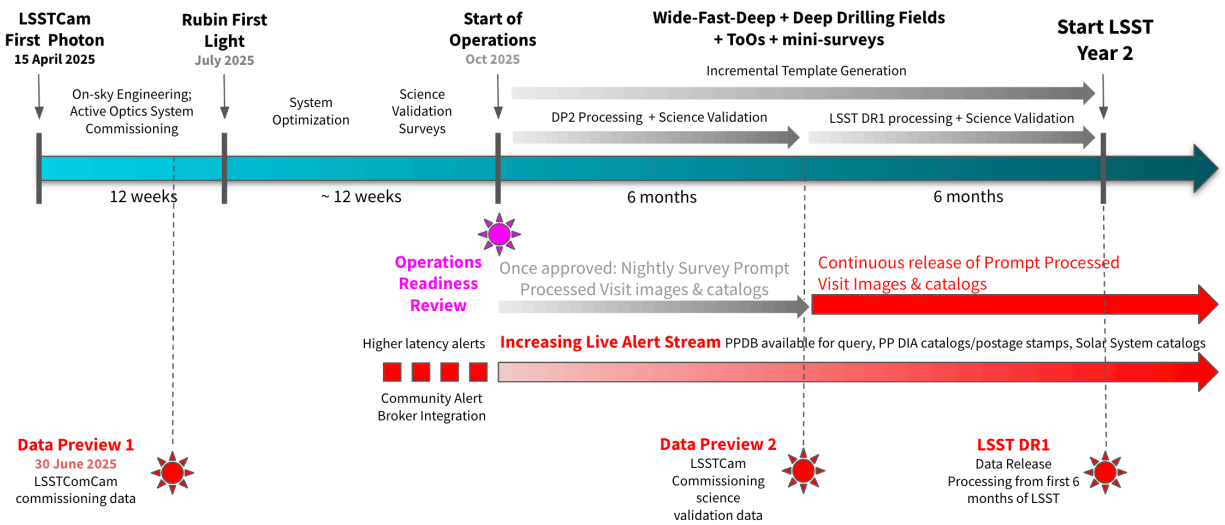 LSSTCam
First Photon
15 April 2025
Rubin First
Light
July 2025
Start of
Operations
Oct 2025
Wide-Fast-Deep + Deep Drilling Fields
+ ToOs + mini-surveys
Start LSST
Year 2
On-sky Engineering;
Active Optics System
Commissioning
System
Optimization
Science
Validation
Surveys
Incremental Template Generation
DP2 Processing + Science Validation
LSST DR1 processing + Science Validation
12 weeks
~ 12 weeks
6 months
6 months
Operations
Readiness
Review
Once approved: Nightly Survey Prompt
Processed Visit images & catalogs
Continuous release of Prompt Processed
Visit Images & catalogs
Higher latency alerts
Increasing Live Alert Stream PPDB available for query, PP DIA catalogs/postage stamps, Solar System catalogs
Community Alert
Broker Integration
Data Preview 1
30 June 2025
LSSTComCam
commissioning data
Data Preview 2
LSSTCam
Commissioning
science
validation data
LSST DR1
Data Release
Processing from first 6
months of LSST